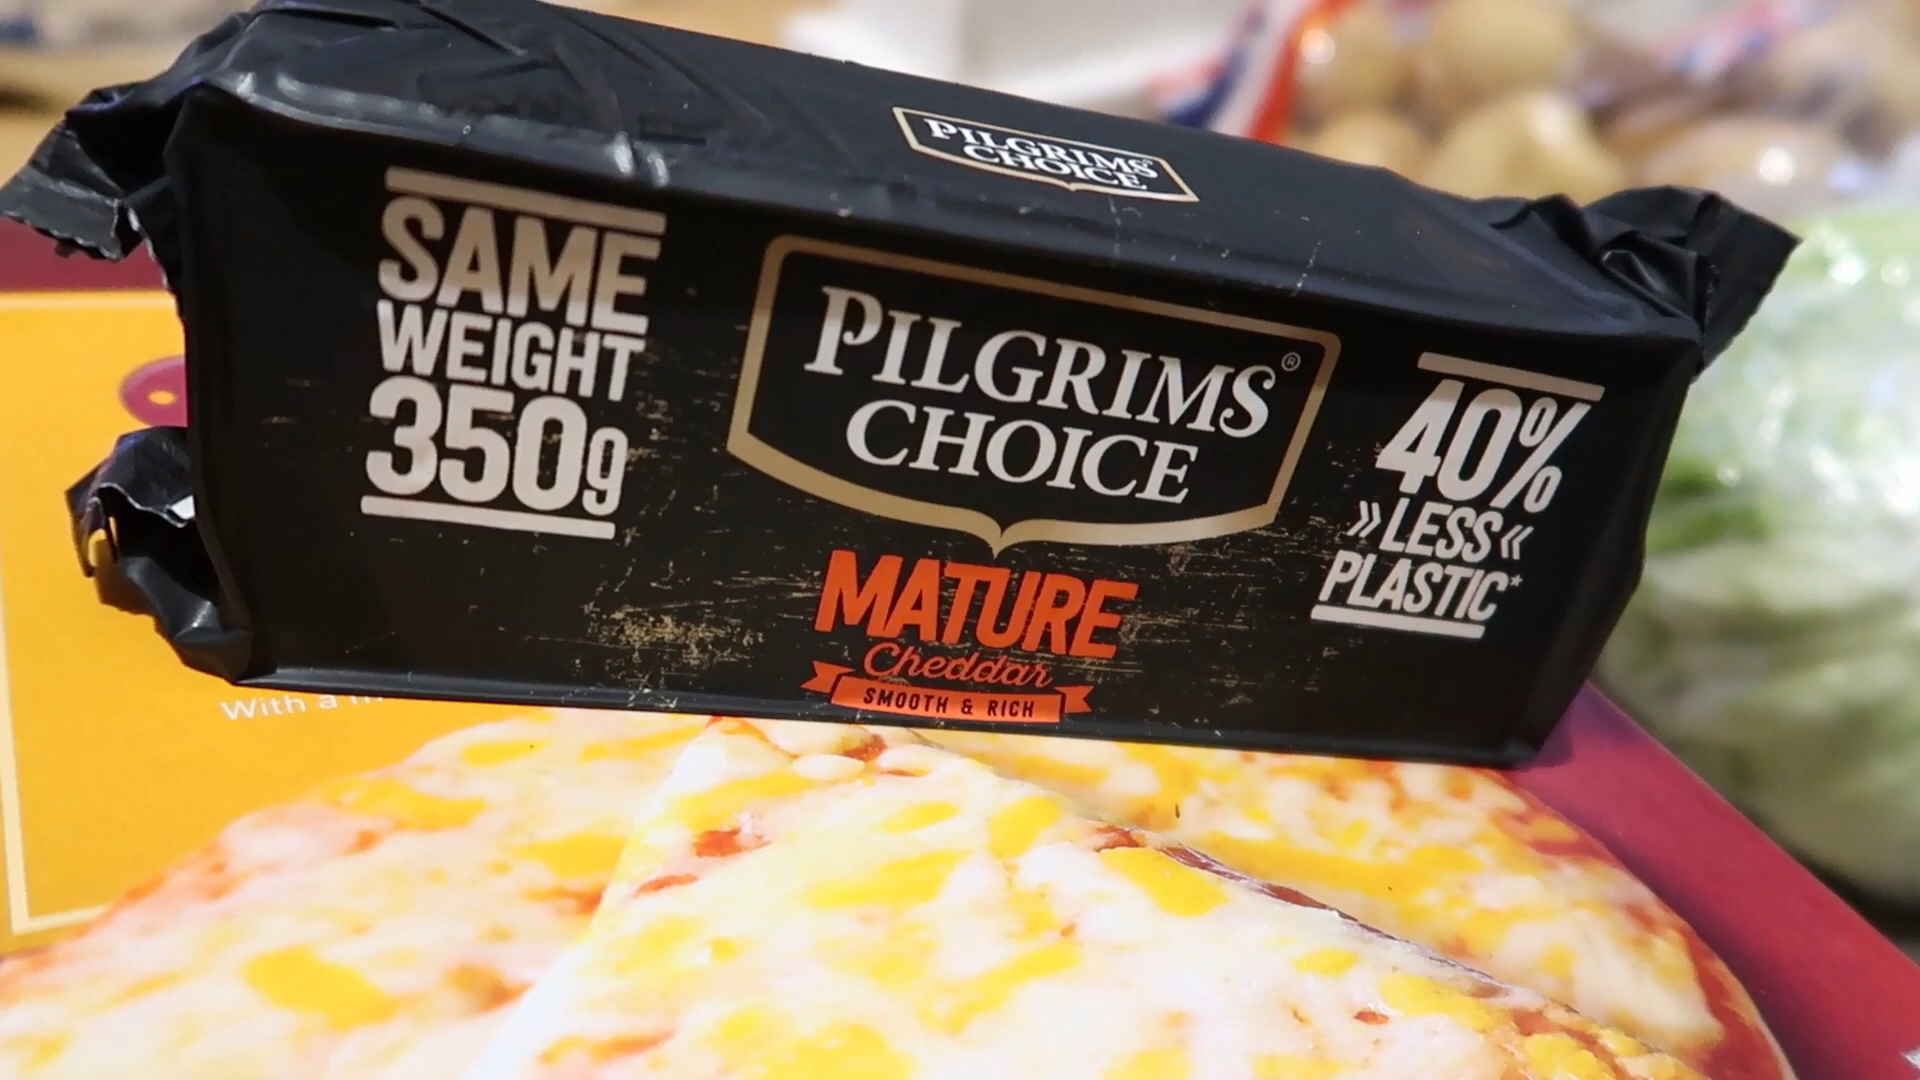 PILGRIMS
CHOICE
SAME
WEIGHT
350g
PILGRIMS®
CHOICE
MATURE
Cheddar
SMOOTH & RICH
40%
»LESS«
PLASTIC*
With a